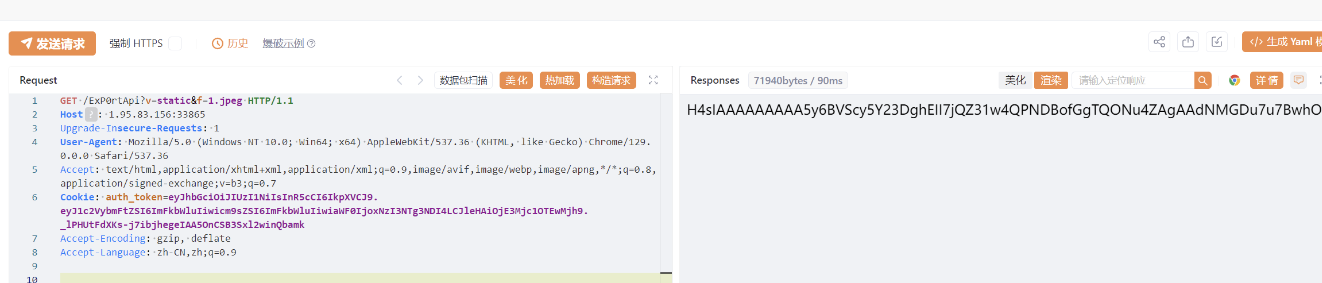 发送请求 强制 HTTPS 历史 爆破示例 生成 Yaml
Request 数据包扫描 美化 热加载 构造请求 Responses 71940bytes / 90ms 美化 渲染 请输入定位响应 详情
1 GET /ExP0rtApi?v=static&f=1.jpeg HTTP/1.1
2 Host ? : 1.95.83.156:33865
3 Upgrade-Insecure-Requests: 1
4 User-Agent: Mozilla/5.0 (Windows NT 10.0; Win64; x64) AppleWebKit/537.36 (KHTML, like Gecko) Chrome/129.
0.0.0 Safari/537.36
5 Accept: text/html,application/xhtml+xml,application/xml;q=0.9,image/avif,image/webp,image/apng,*/*;q=0.8,
application/signed-exchange;v=b3;q=0.7
6 Cookie: auth_token=eyJhbGciOiJIUzI1NiIsInR5cCI6IkpXVCJ9.
eyJ1c2VybmFtZSI6ImFkbWluIiwicm9sZSI6ImFkbWluIiwiaWF0IjoxNzI3NTg3NDI4LCJleHAiOjE3Mjc1OTEwMjh9.
_lPHUtFdXKs-j7ibjhegeIAA5OnCSB3Sxl2winQbamk
7 Accept-Encoding: gzip, deflate
8 Accept-Language: zh-CN,zh;q=0.9
9
10
H4sIAAAAAAAAA5y6BVScy5Y23DghEII7jQZ31w4QPNDBofGgTQONu4ZAgAAdNMGDu7u7BwhO